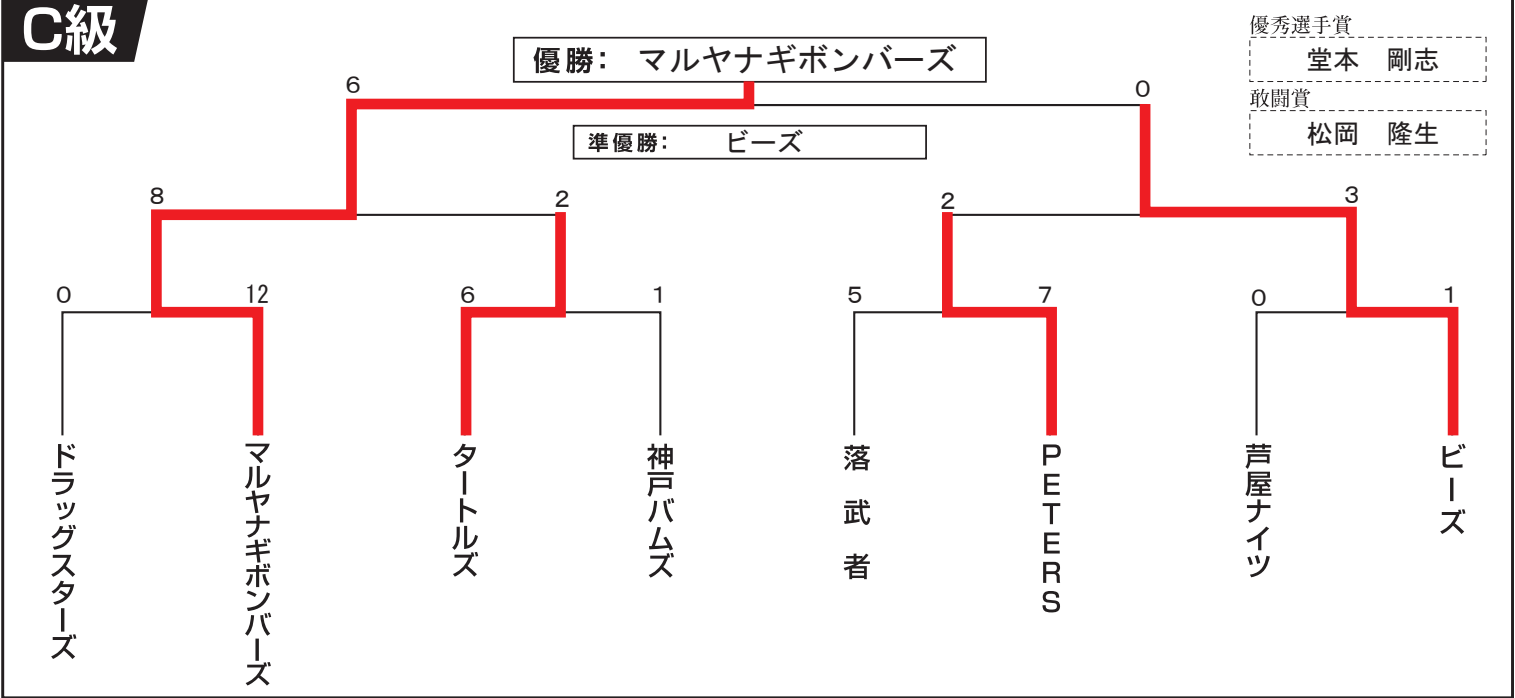 C級
優勝： マルヤナギボンバーズ
準優勝： ビーズ
優秀選手賞
堂本 剛志
敢闘賞
松岡 隆生
6
0
8
2
2
3
0
12
6
1
5
7
0
1
ドラッグスターズ
マルヤナギボンバーズ
タートルズ
神戸バムズ
落武者
PETERS
芦屋ナイツ
ビーズ